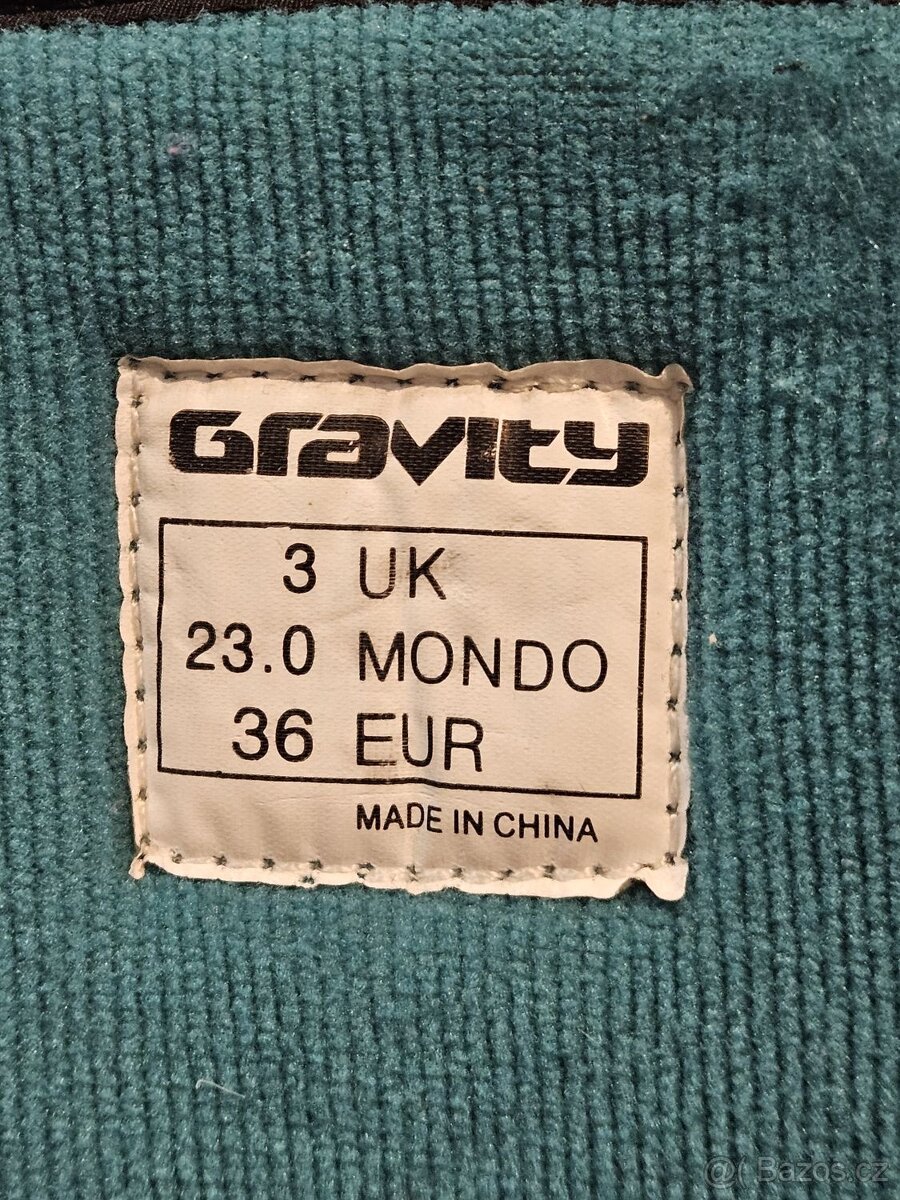 Gravity
3 UK
23.0 MONDO
36 EUR
MADE IN CHINA
@ Bazos.cz